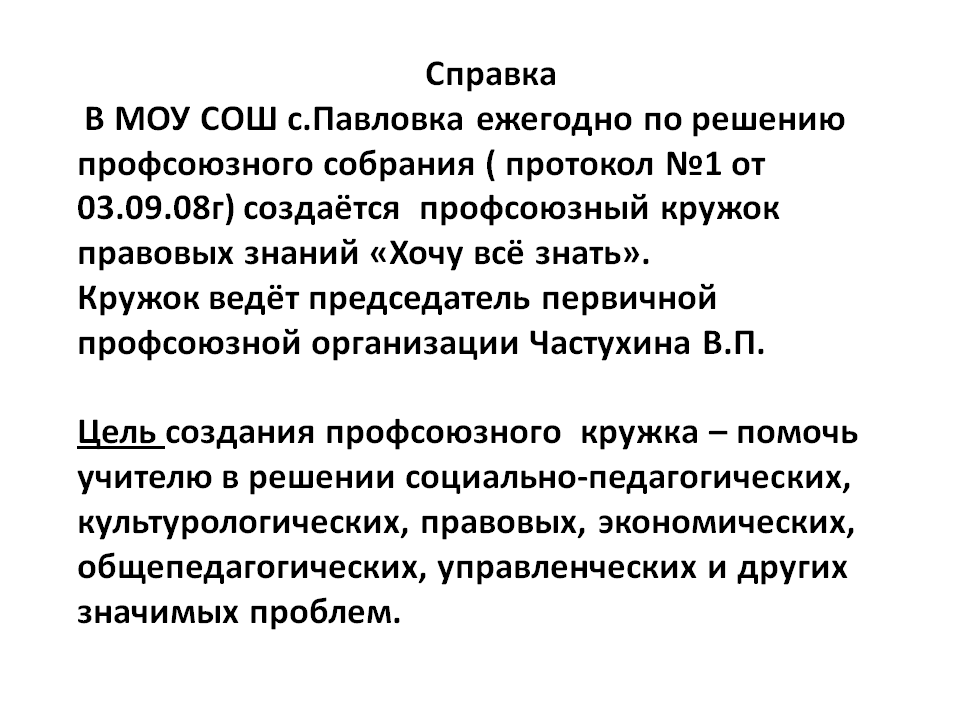 Справка
В МОУ СОШ с.Павловка ежегодно по решению
профсоюзного собрания ( протокол №1 от
03.09.08г) создаётся профсоюзный кружок
правовых знаний «Хочу всё знать».
Кружок ведёт председатель первичной
профсоюзной организации Частухина В.П.
Цель создания профсоюзного кружка – помочь
учителю в решении социально-педагогических,
культурологических, правовых, экономических,
общепедагогических, управленческих и других
значимых проблем.